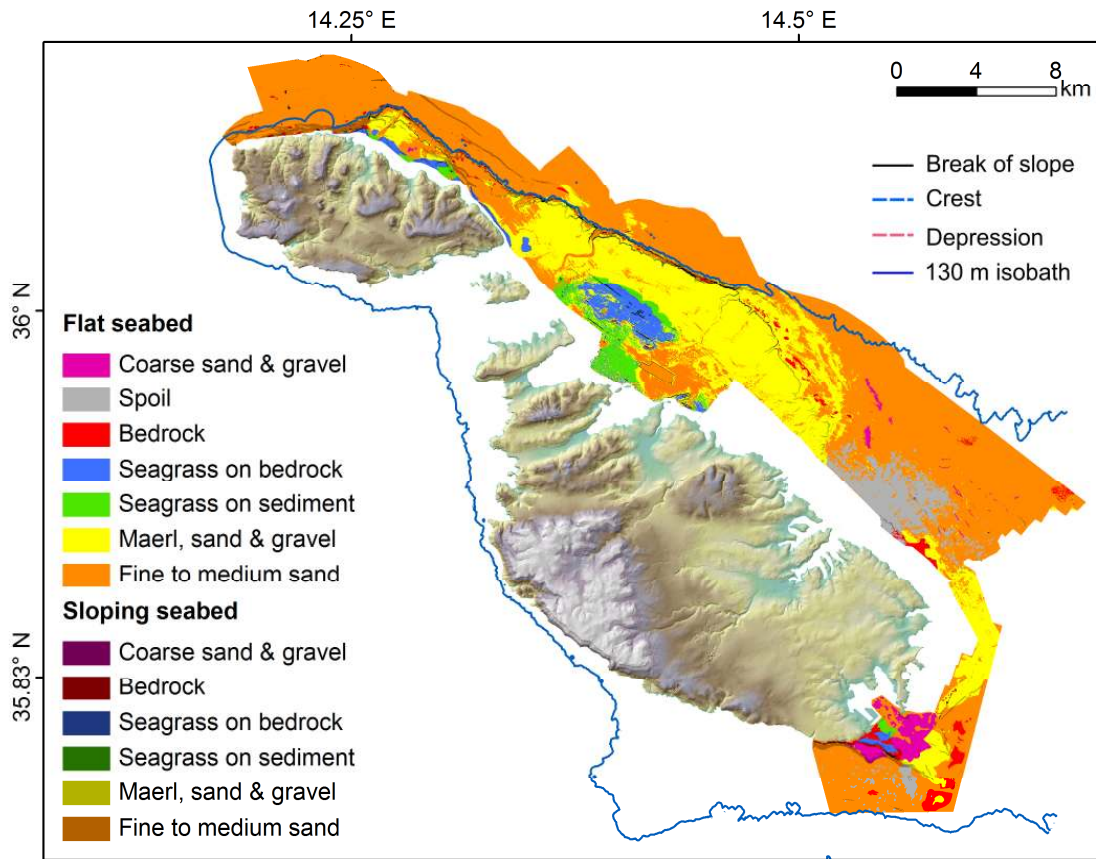 14.25° E
14.5° E
0 4 8
km
Break of slope
Crest
Depression
130 m isobath
36° N
Flat seabed
Coarse sand & gravel
Spoil
Bedrock
Seagrass on bedrock
Seagrass on sediment
Maerl, sand & gravel
Fine to medium sand
Sloping seabed
Coarse sand & gravel
Bedrock
Seagrass on bedrock
Seagrass on sediment
Maerl, sand & gravel
Fine to medium sand
35.83° N